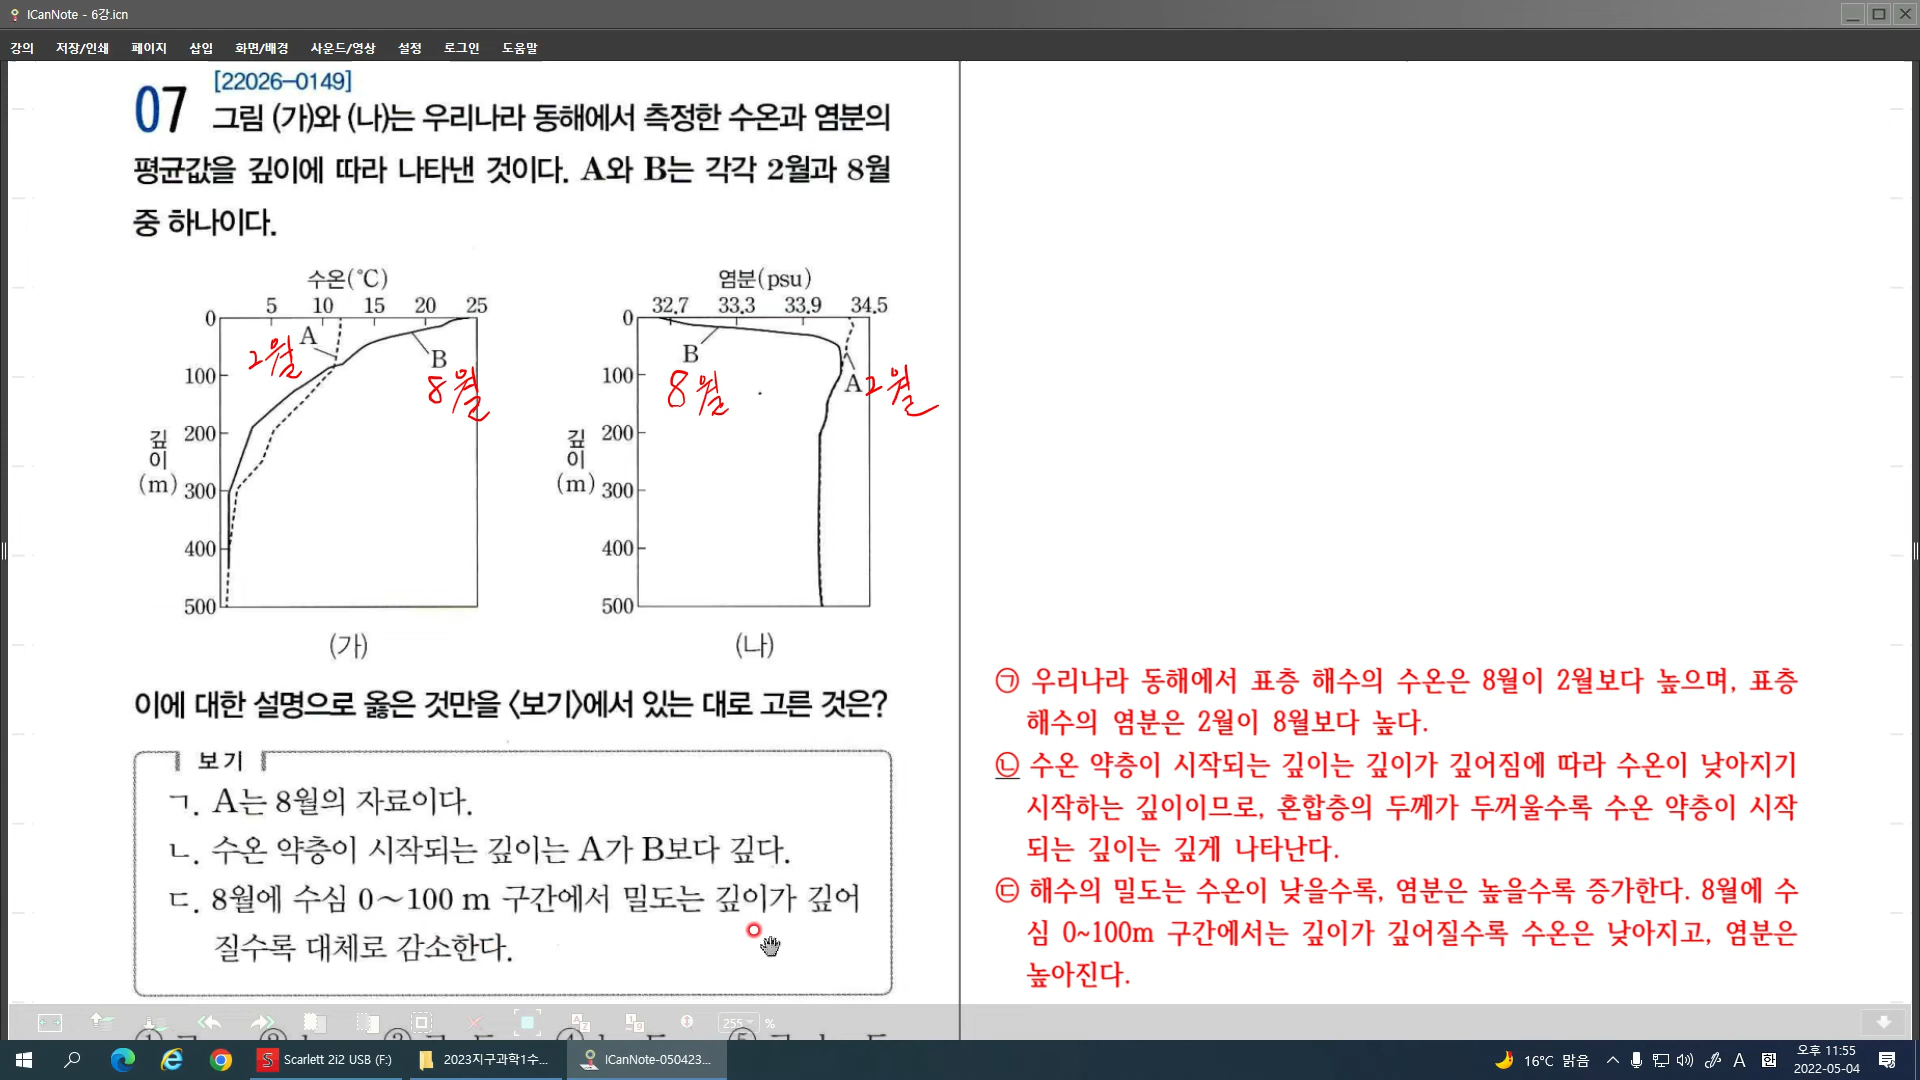 ICanNote - 6강.icn
강의 저장/인쇄 페이지 삽입 화면/배경 사운드/영상 설정 로그인 도움말
[22026-0149]
07 그림 (가)와 (나)는 우리나라 동해에서 측정한 수온과 염분의
평균값을 깊이에 따라 나타낸 것이다. A와 B는 각각 2월과 8월
중 하나이다.
수온(℃)
5 10 15 20 25
0
100
200
300
400
500
깊이(m)
A
2월
B
8월
(가)
염분(psu)
32.7 33.3 33.9 34.5
0
100
200
300
400
500
깊이(m)
B
8월
A 2월
(나)
이에 대한 설명으로 옳은 것만을 〈보기〉에서 있는 대로 고른 것은?
보기
ㄱ. A는 8월의 자료이다.
ㄴ. 수온 약층이 시작되는 깊이는 A가 B보다 깊다.
ㄷ. 8월에 수심 0~100 m 구간에서 밀도는 깊이가 깊어
질수록 대체로 감소한다.
㉠ 우리나라 동해에서 표층 해수의 수온은 8월이 2월보다 높으며, 표층
해수의 염분은 2월이 8월보다 높다.
㉡ 수온 약층이 시작되는 깊이는 깊이가 깊어짐에 따라 수온이 낮아지기
시작하는 깊이이므로, 혼합층의 두께가 두꺼울수록 수온 약층이 시작
되는 깊이는 깊게 나타난다.
㉢ 해수의 밀도는 수온이 낮을수록, 염분은 높을수록 증가한다. 8월에 수
심 0~100m 구간에서는 깊이가 깊어질수록 수온은 낮아지고, 염분은
높아진다.
255 %
Scarlett 2i2 USB (F:)
2023지구과학1수...
ICanNote-050423...
16℃ 맑음
A 한
오후 11:55
2022-05-04